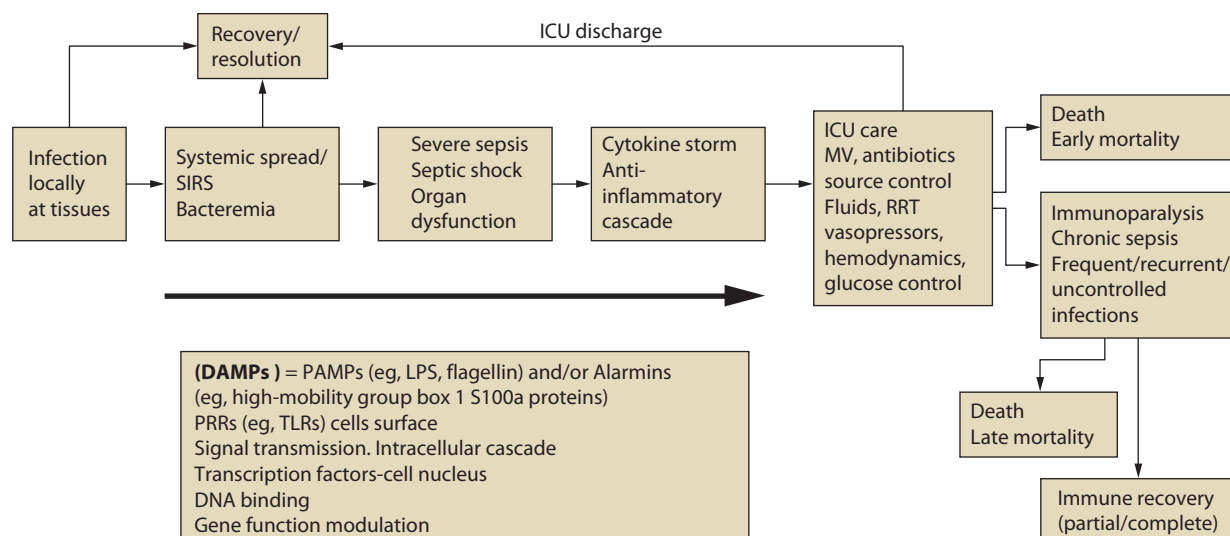 Recovery/
resolution
ICU discharge
Infection
locally
at tissues
Systemic spread/
SIRS
Bacteremia
Severe sepsis
Septic shock
Organ
dysfunction
Cytokine storm
Anti-
inflammatory
cascade
ICU care
MV, antibiotics
source control
Fluids, RRT
vasopressors,
hemodynamics,
glucose control
Death
Early mortality
Immunoparalysis
Chronic sepsis
Frequent/recurrent/
uncontrolled
infections
(DAMPs ) = PAMPs (eg, LPS, flagellin) and/or Alarmins
(eg, high-mobility group box 1 S100a proteins)
PRRs (eg, TLRs) cells surface
Signal transmission. Intracellular cascade
Transcription factors-cell nucleus
DNA binding
Gene function modulation
Death
Late mortality
Immune recovery
(partial/complete)